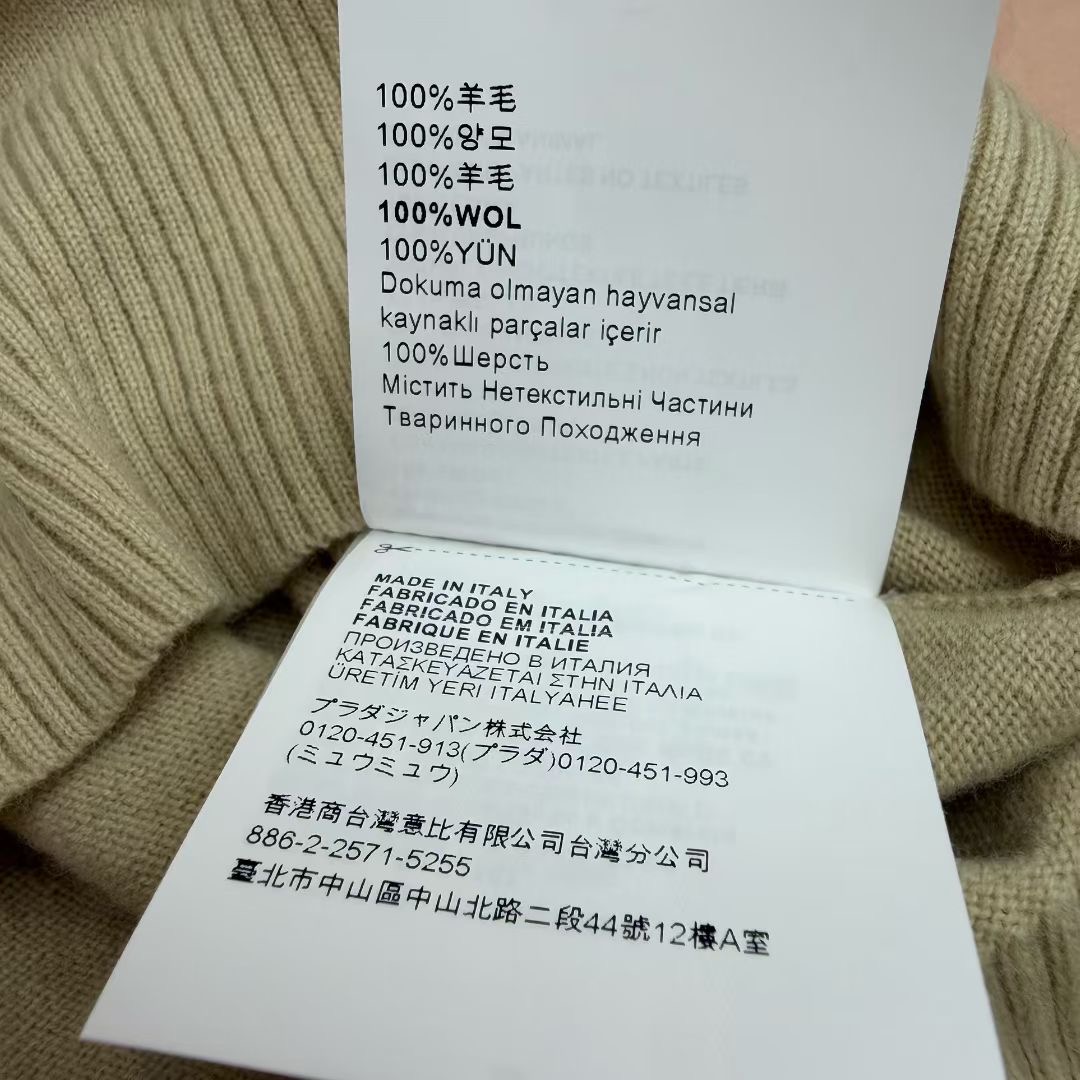 100%羊毛
100%양모
100%羊毛
100%WOL
100%YÜN
Dokuma olmayan hayvansal
kaynaklı parçalar içerir
100%Шерсть
Містить Нетекстильні Частини
Тваринного Походження
MADE IN ITALY
FABRICADO EN ITALIA
FABRICADO EM ITALIA
FABRIQUE EN ITALIE
ПРОИЗВЕДЕНО В ИТАЛИЯ
ΚΑΤΑΣΚΕΥΑΖΕΤΑΙ ΣΤΗΝ ΙΤΑΛΙΑ
ÜRETİM YERI ITALYAHEE
プラダジャパン株式会社
0120-451-913(プラダ)0120-451-993
(ミュウミュウ)
香港商台灣意比有限公司台灣分公司
886-2-2571-5255
臺北市中山區中山北路二段44號12樓A室